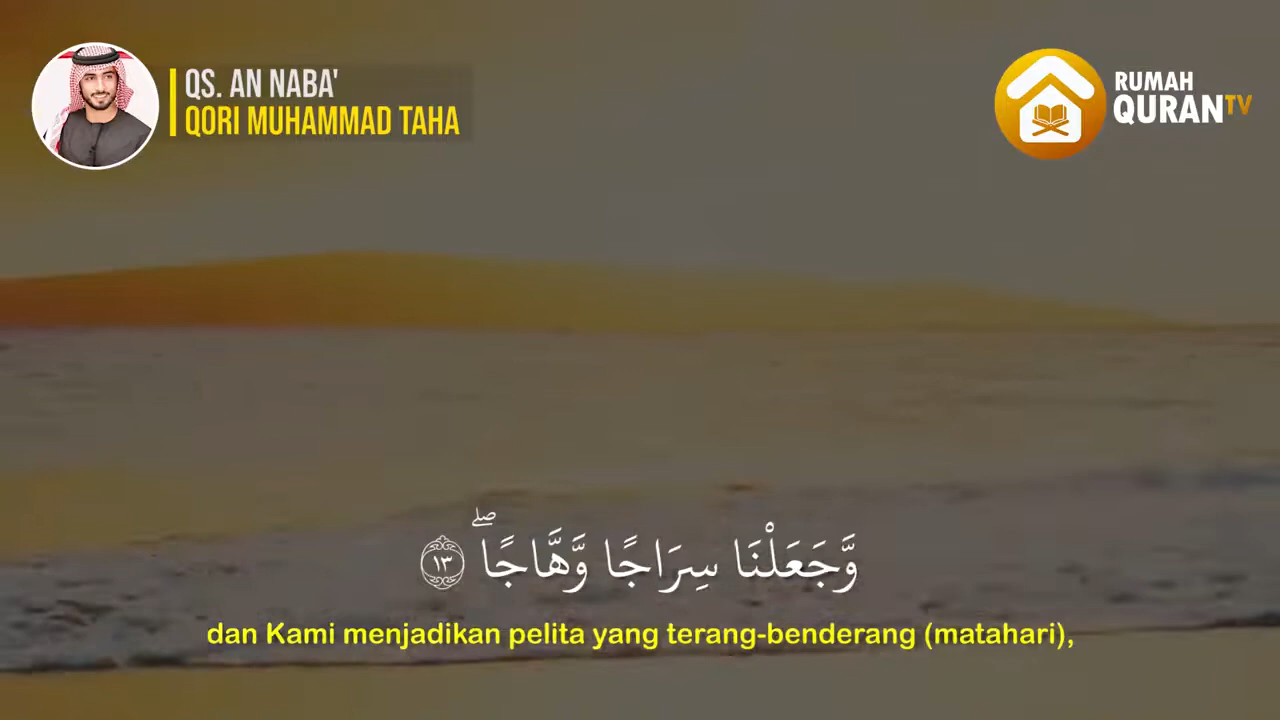 QS. AN NABA'
QORI MUHAMMAD TAHA
RUMAH
QURANTV
وَّجَعَلْنَا سِرَاجًا وَّهَّاجًاۖ ١٣
dan Kami menjadikan pelita yang terang-benderang (matahari),